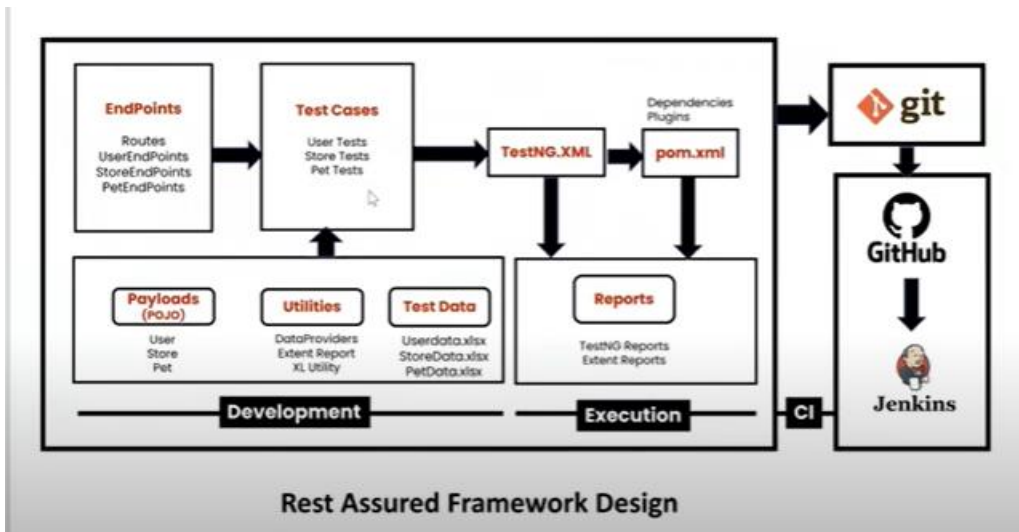 EndPoints
Routes
UserEndPoints
StoreEndPoints
PetEndPoints
Test Cases
User Tests
Store Tests
Pet Tests
TestNG.XML
Dependencies
Plugins
pom.xml
git
GitHub
Jenkins
Payloads
(POJO)
User
Store
Pet
Utilities
DataProviders
Extent Report
XL Utility
Test Data
Userdata.xlsx
StoreData.xlsx
PetData.xlsx
Reports
TestNG Reports
Extent Reports
Development
Execution
CI
Rest Assured Framework Design